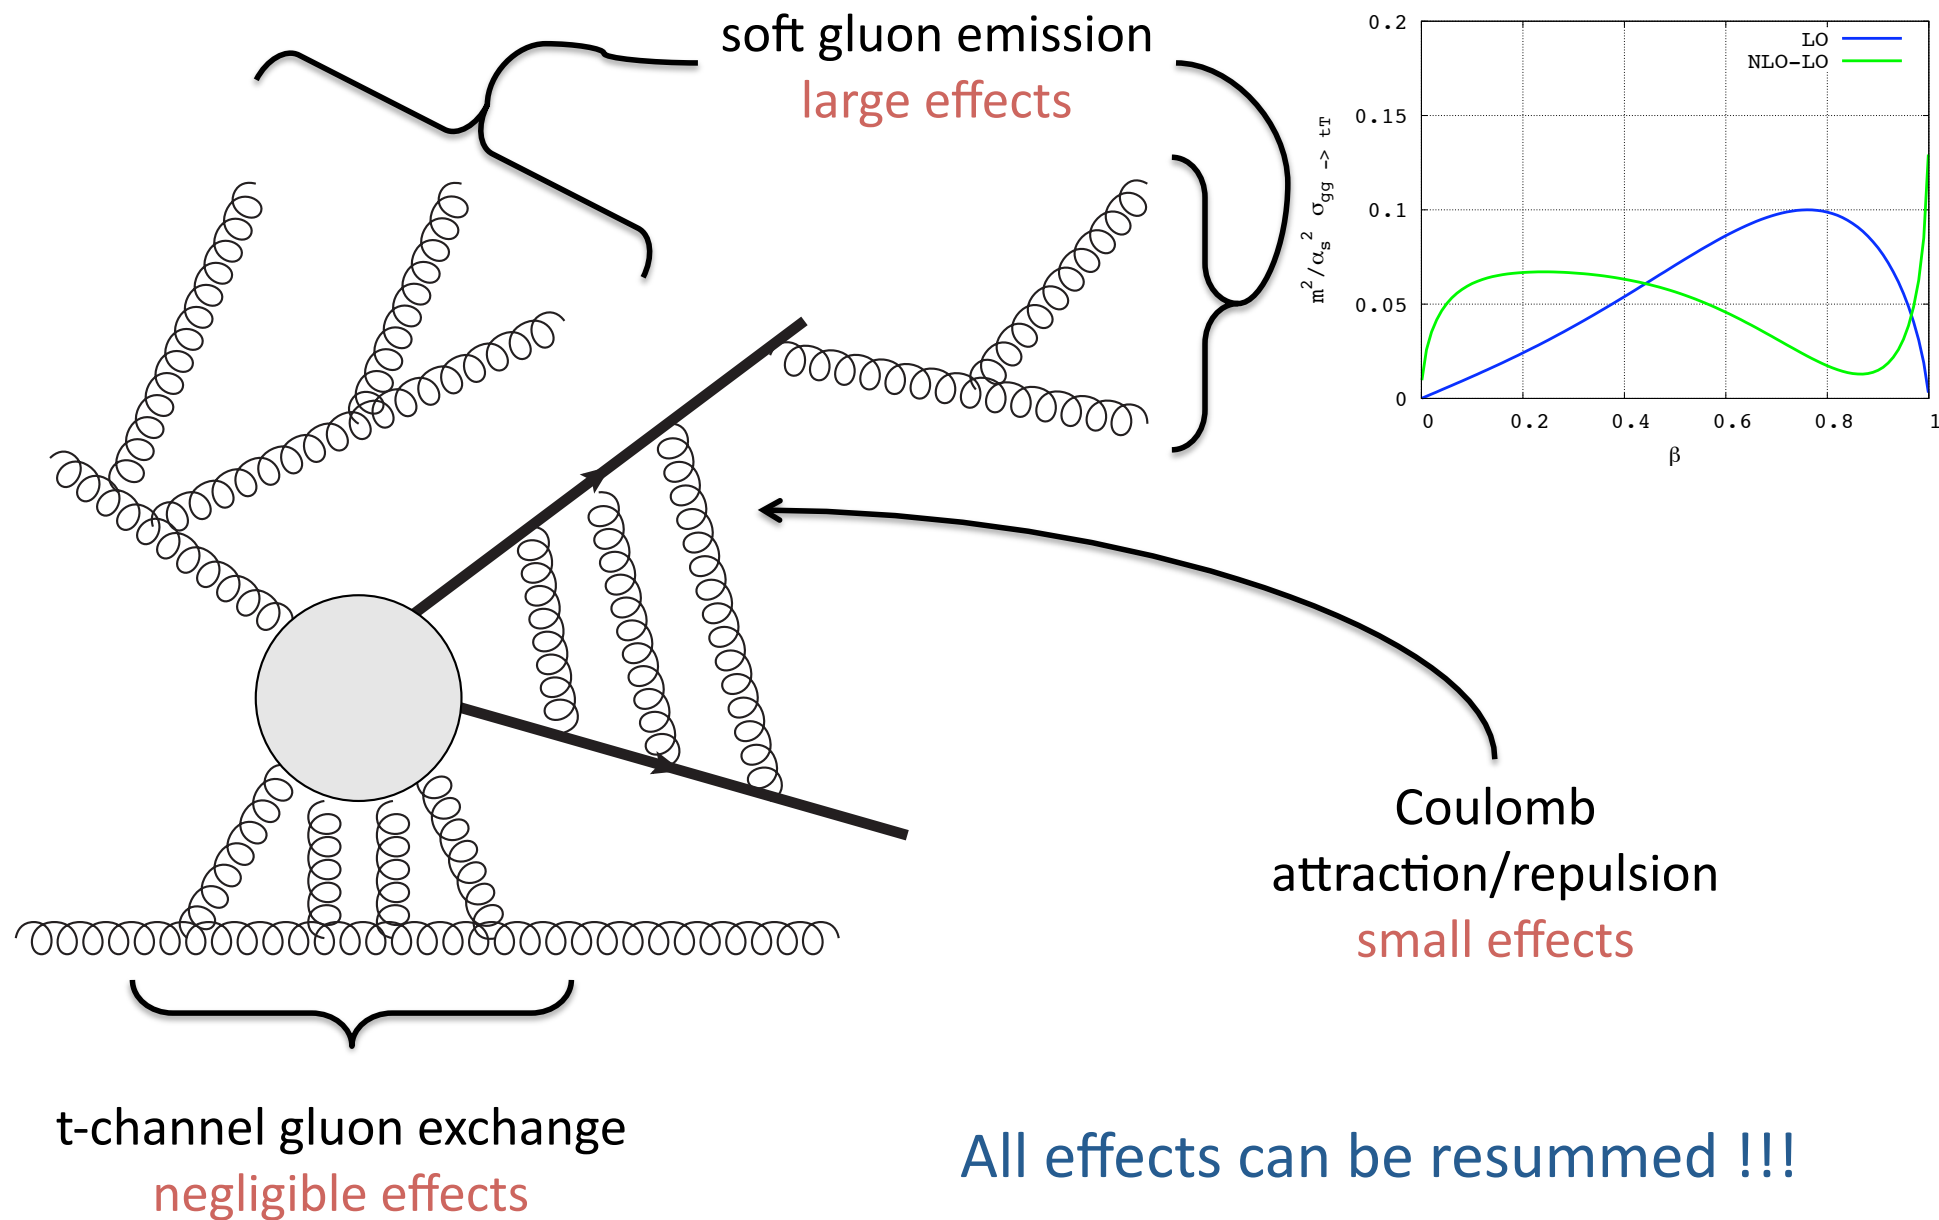 soft gluon emission
large effects
0.2
0.15
0.1
0.05
0
LO
NLO-LO
m²/αₛ² σgg -> tT
0 0.2 0.4 0.6 0.8 1
β
Coulomb
attraction/repulsion
small effects
t-channel gluon exchange
negligible effects
All effects can be resummed !!!